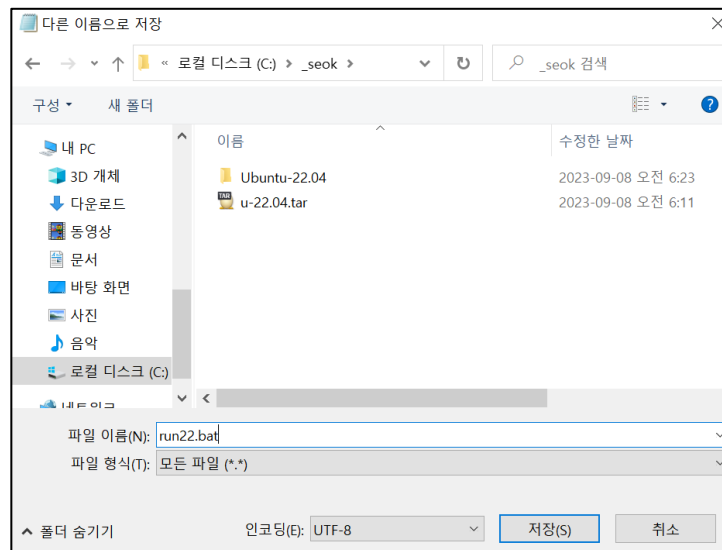 다른 이름으로 저장
« 로컬 디스크 (C:) › _seok ›
_seok 검색
구성
새 폴더
내 PC
3D 개체
다운로드
동영상
문서
바탕 화면
사진
음악
로컬 디스크 (C:)
네트워크
이름
수정한 날짜
Ubuntu-22.04
2023-09-08 오전 6:23
u-22.04.tar
2023-09-08 오전 6:11
파일 이름(N): run22.bat
파일 형식(T): 모든 파일 (*.*)
폴더 숨기기
인코딩(E): UTF-8
저장(S)
취소